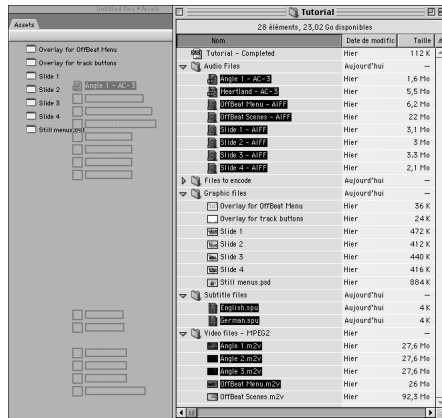 Untitled Disc • Assets
Assets
Overlay for OffBeat Menu
Overlay for track buttons
Slide 1
Slide 2
Slide 3
Slide 4
Still menus.psd
Angle 1 - AC-3
Tutorial
28 éléments, 23,02 Go disponibles
Nom Date de modific Taille
Tutorial - Completed Hier 112 K
Audio Files Aujourd'hui –
Angle 1 - AC-3 Hier 1,6 Mo
Heartland - AC-3 Hier 5,5 Mo
OffBeat Menu - AIFF Hier 6,2 Mo
OffBeat Scenes - AIFF Hier 22 Mo
Slide 1 - AIFF Hier 3,1 Mo
Slide 2 - AIFF Hier 3 Mo
Slide 3 - AIFF Hier 3.3 Mo
Slide 4 - AIFF Hier 2,1 Mo
Files to encode Aujourd'hui –
Graphic files Aujourd'hui –
Overlay for OffBeat Menu Hier 36 K
Overlay for track buttons Hier 24 K
Slide 1 Hier 472 K
Slide 2 Hier 412 K
Slide 3 Hier 440 K
Slide 4 Hier 416 K
Still menus.psd Hier 884 K
Subtitle files Aujourd'hui –
English.spu Aujourd'hui 4 K
German.spu Aujourd'hui 4 K
Video files - MPEG2 Hier –
Angle 1.m2v Hier 27,6 Mo
Angle 2.m2v Hier 27,6 Mo
Angle 3.m2v Hier 27,6 Mo
OffBeat Menu.m2v Hier 26 Mo
OffBeat Scenes.m2v Hier 92,3 Mo